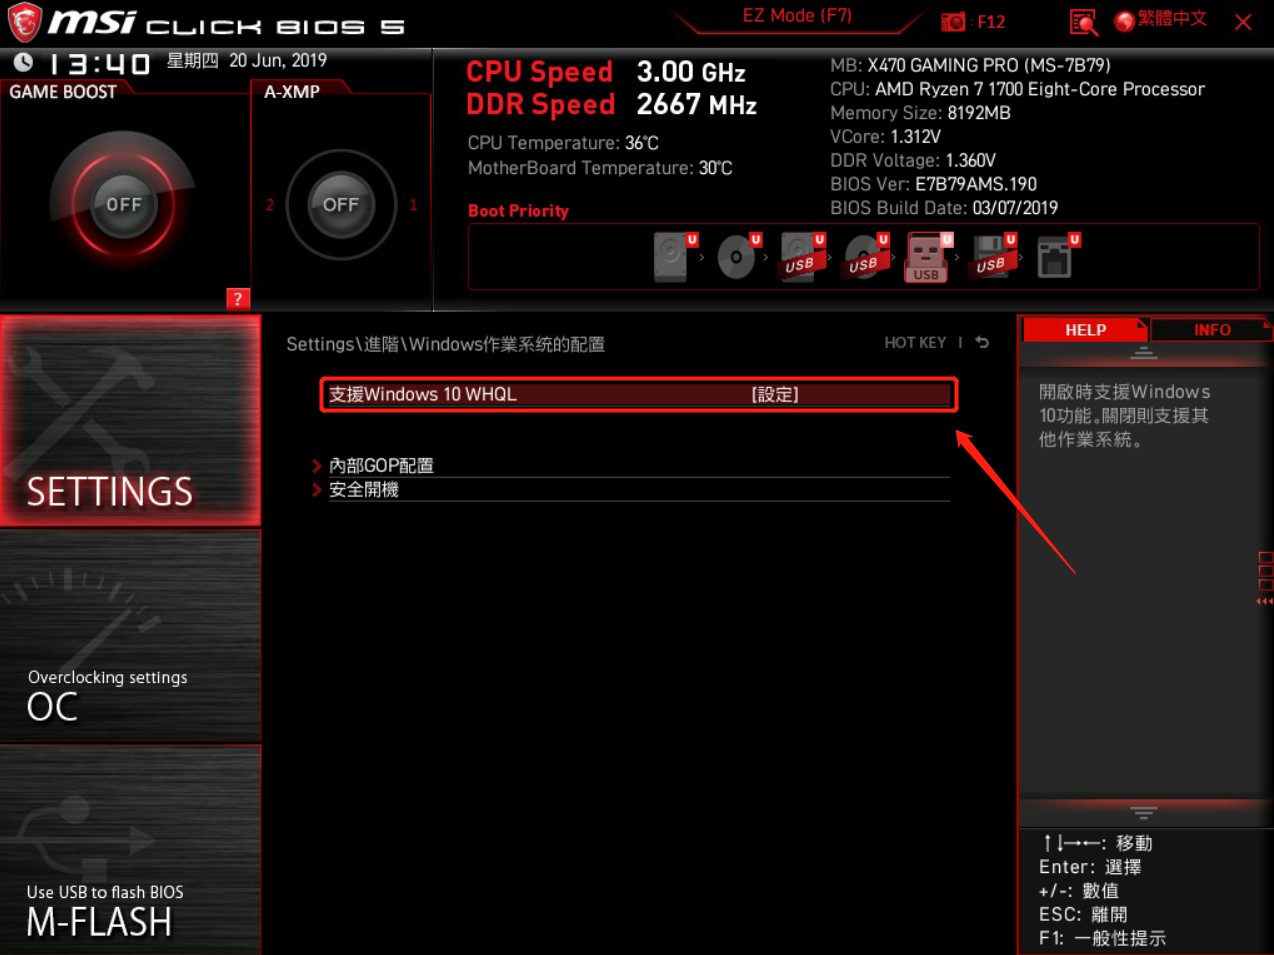 msi CLICK BIOS 5
EZ Mode (F7)
: F12
繁體中文
13:40 星期四 20 Jun, 2019
GAME BOOST
OFF
?
A-XMP
2
OFF
1
CPU Speed 3.00 GHz
DDR Speed 2667 MHz
CPU Temperature: 36℃
MotherBoard Temperature: 30℃
MB: X470 GAMING PRO (MS-7B79)
CPU: AMD Ryzen 7 1700 Eight-Core Processor
Memory Size: 8192MB
VCore: 1.312V
DDR Voltage: 1.360V
BIOS Ver: E7B79AMS.190
BIOS Build Date: 03/07/2019
Boot Priority
U U U U U U U
USB USB USB USB
SETTINGS
Overclocking settings
OC
Use USB to flash BIOS
M-FLASH
Settings\進階\Windows作業系统的配置
HOT KEY
支援Windows 10 WHQL [設定]
內部GOP配置
安全開機
HELP
INFO
開啟時支援Windows
10功能。關閉則支援其
他作業系統。
↑↓→←: 移動
Enter: 選擇
+/-: 數值
ESC: 離開
F1: 一般性提示